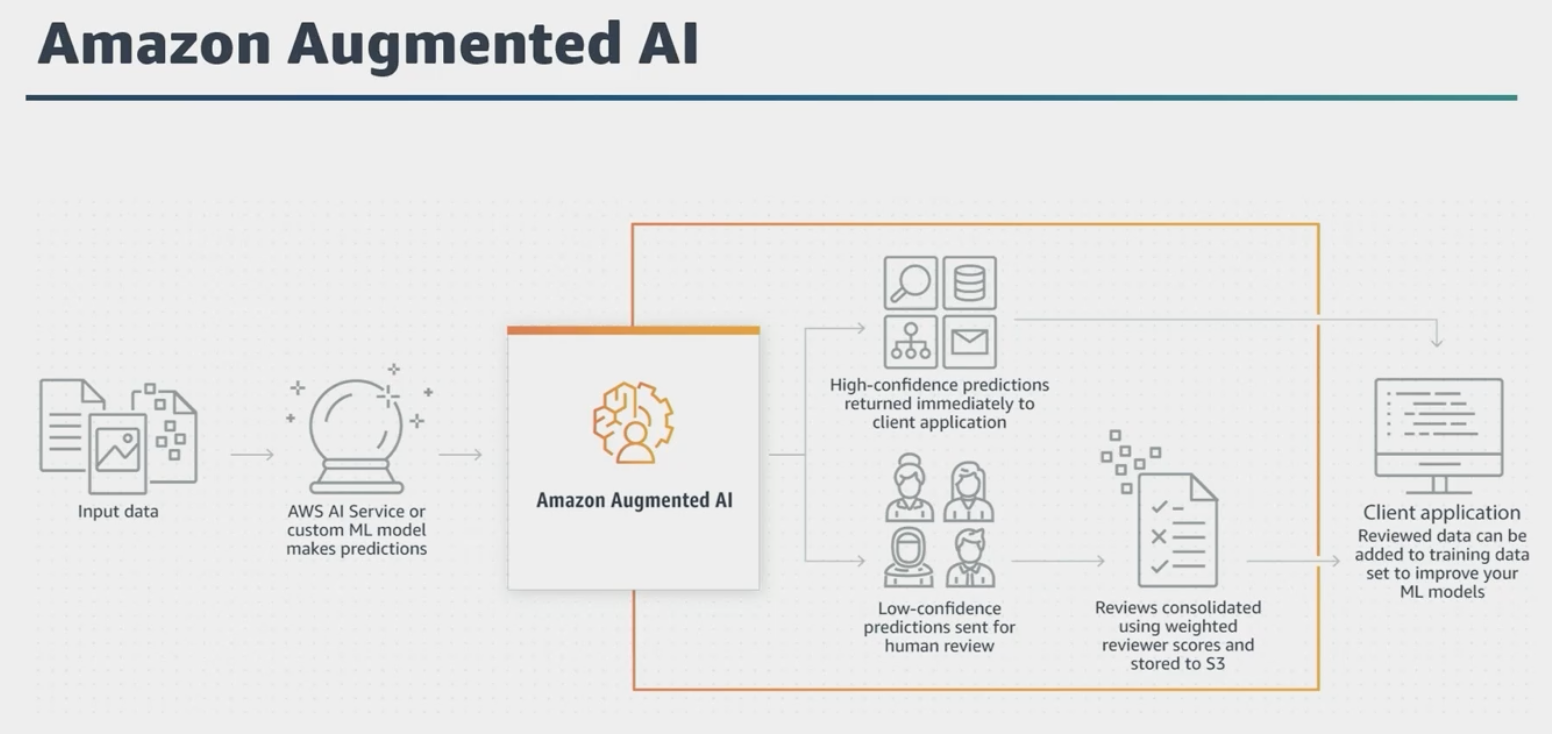 Amazon Augmented AI
Input data
AWS AI Service or
custom ML model
makes predictions
Amazon Augmented AI
High-confidence predictions
returned immediately to
client application
Low-confidence
predictions sent for
human review
Reviews consolidated
using weighted
reviewer scores and
stored to S3
Client application
Reviewed data can be
added to training data
set to improve your
ML models